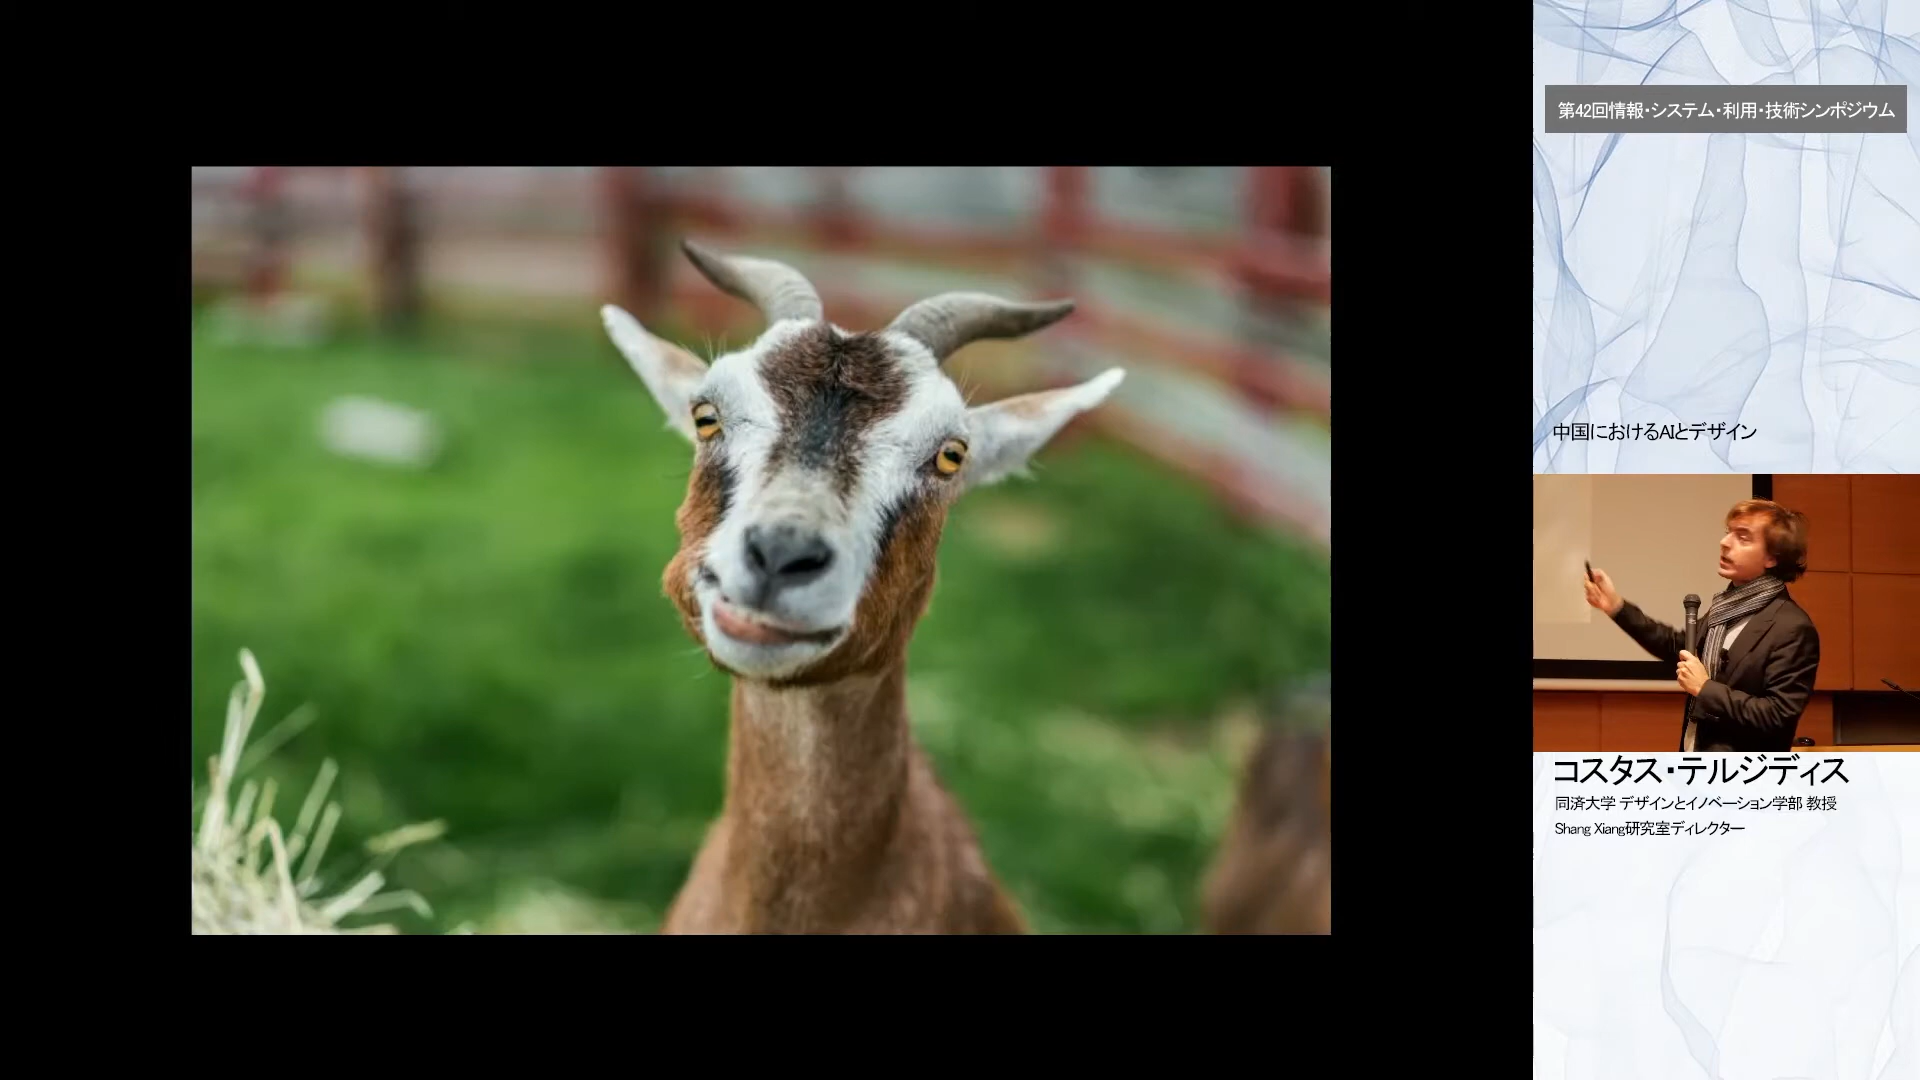 第42回情報・システム・利用・技術シンポジウム
中国におけるAIとデザイン
コスタス・テルジディス
同済大学 デザインとイノベーション学部 教授
Shang Xiang研究室ディレクター